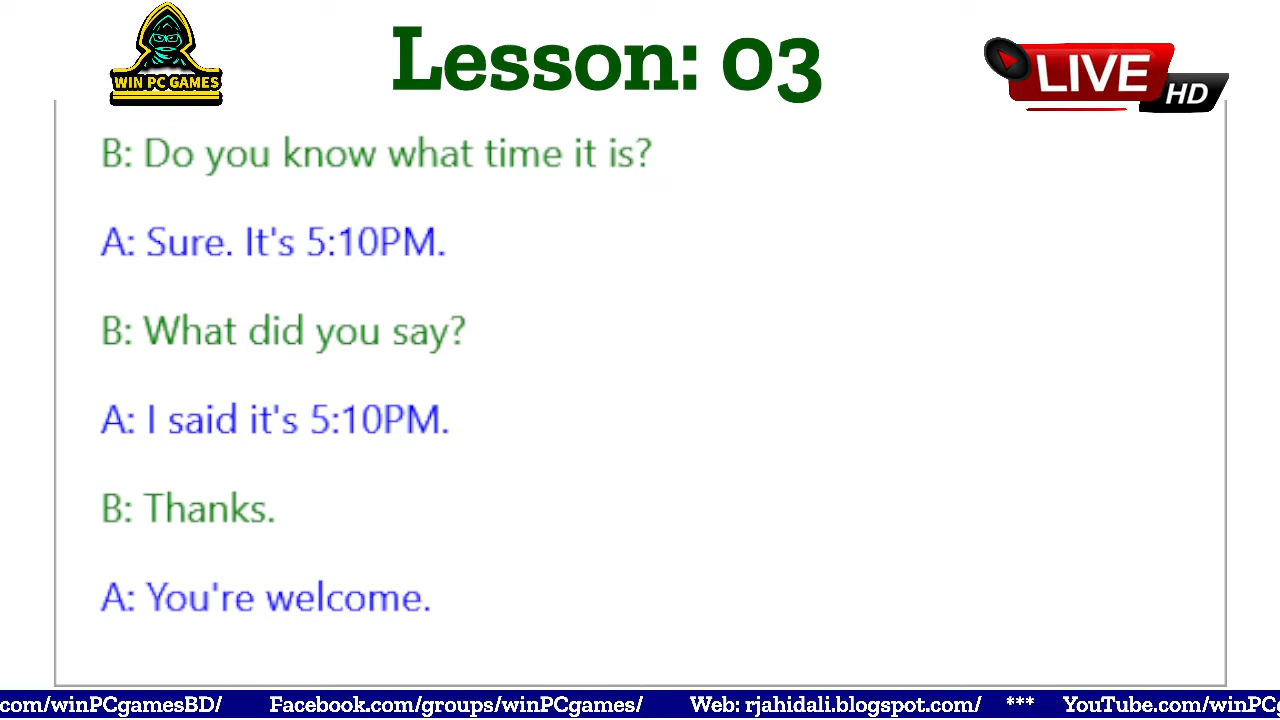 WIN PC GAMES
Lesson: 03
LIVE
HD
B: Do you know what time it is?
A: Sure. It's 5:10PM.
B: What did you say?
A: I said it's 5:10PM.
B: Thanks.
A: You're welcome.
com/winPCgamesBD/ Facebook.com/groups/winPCgames/ Web: rjahidali.blogspot.com/ *** YouTube.com/winPC